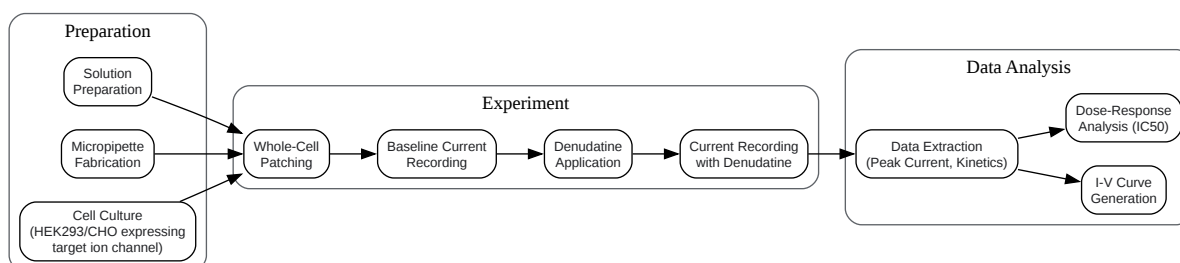 Preparation
Solution
Preparation
Micropipette
Fabrication
Cell Culture
(HEK293/CHO expressing
target ion channel)
Experiment
Whole-Cell
Patching
Baseline Current
Recording
Denudatine
Application
Current Recording
with Denudatine
Data Analysis
Data Extraction
(Peak Current, Kinetics)
Dose-Response
Analysis (IC50)
I-V Curve
Generation